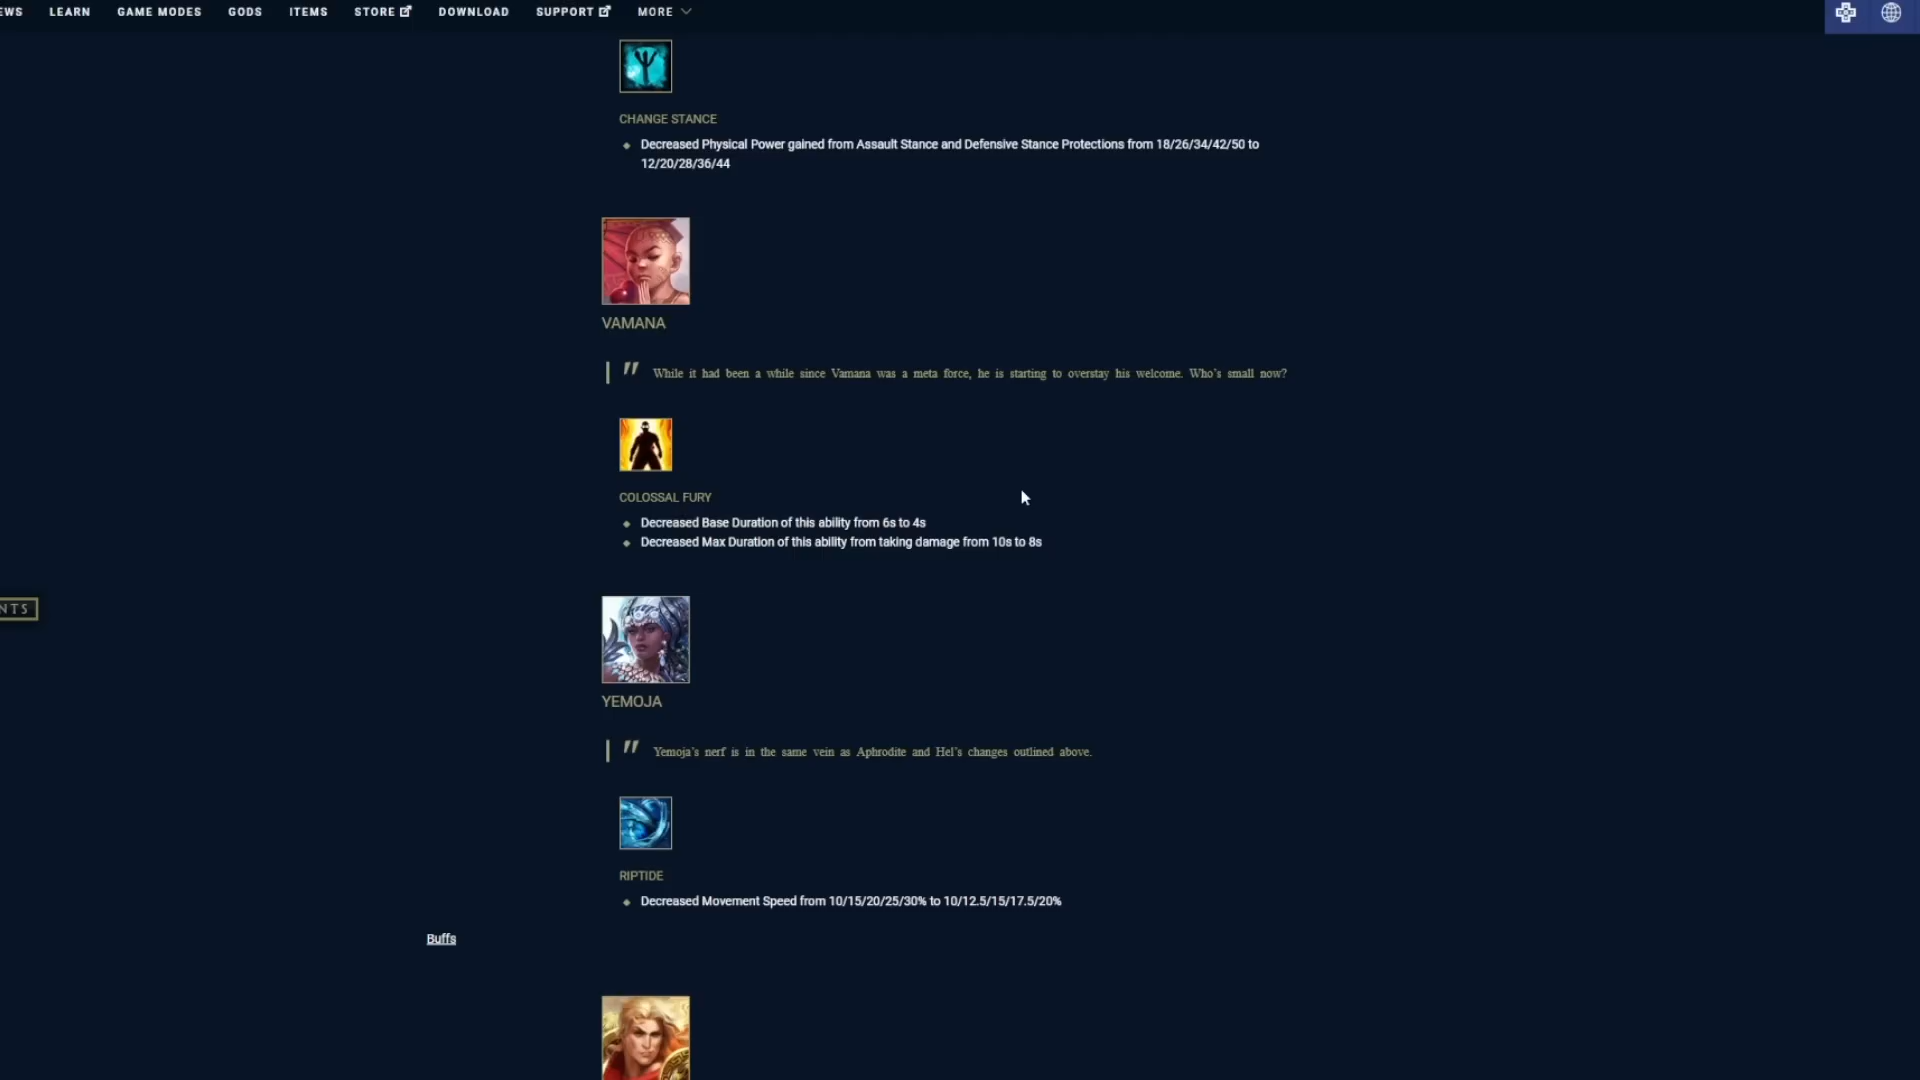 EWS LEARN GAME MODES GODS ITEMS STORE DOWNLOAD SUPPORT MORE
CHANGE STANCE
Decreased Physical Power gained from Assault Stance and Defensive Stance Protections from 18/26/34/42/50 to
12/20/28/36/44
VAMANA
" While it had been a while since Vamana was a meta force, he is starting to overstay his welcome. Who's small now?
COLOSSAL FURY
Decreased Base Duration of this ability from 6s to 4s
Decreased Max Duration of this ability from taking damage from 10s to 8s
NTS
YEMOJA
" Yemoja's nerf is in the same vein as Aphrodite and Hel's changes outlined above.
RIPTIDE
Decreased Movement Speed from 10/15/20/25/30% to 10/12.5/15/17.5/20%
Buffs